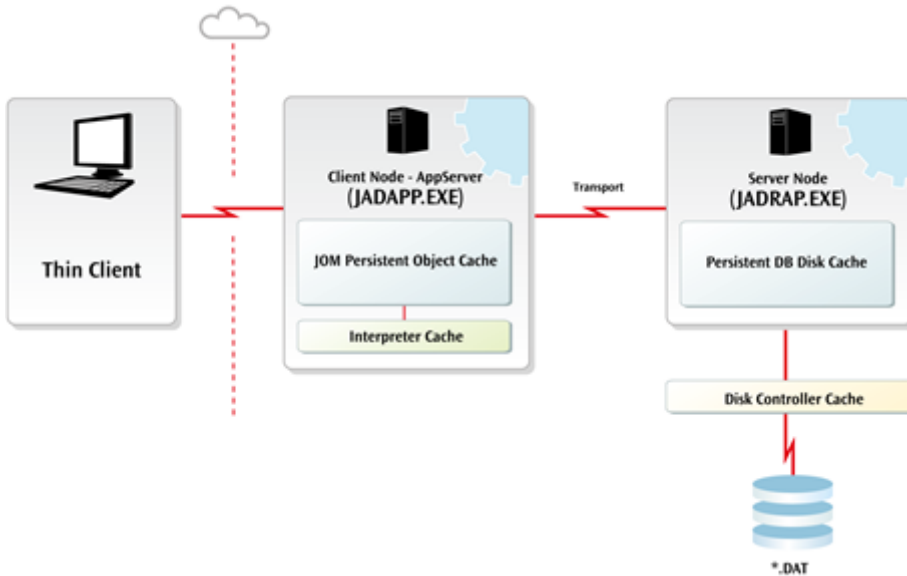 Thin Client
Client Node - AppServer
(JADAPP.EXE)
JOM Persistent Object Cache
Interpreter Cache
Transport
Server Node
(JADRAP.EXE)
Persistent DB Disk Cache
Disk Controller Cache
*.DAT